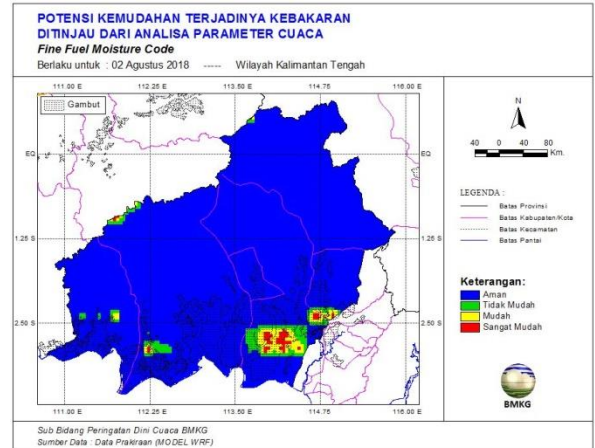 POTENSI KEMUDAHAN TERJADINYA KEBAKARAN
DITINJAU DARI ANALISA PARAMETER CUACA
Fine Fuel Moisture Code
Berlaku untuk : 02 Agustus 2018 ----- Wilayah Kalimantan Tengah
111.00 E 112.25 E 113.50 E 114.75 116.00 E
Gambut
EQ EQ
1.25 S 1.25 S
2.50 S 2.50 S
111.00 E 112.25 E 113.50 E 114.75 116.00 E
N
40 0 40 80
Km.
LEGENDA :
Batas Provinsi
Batas Kabupaten/Kota
Batas Kecamatan
Batas Pantai
Keterangan:
Aman
Tidak Mudah
Mudah
Sangat Mudah
BMKG
Sub Bidang Peringatan Dini Cuaca BMKG
Sumber Data : Data Prakiraan (MODEL WRF)